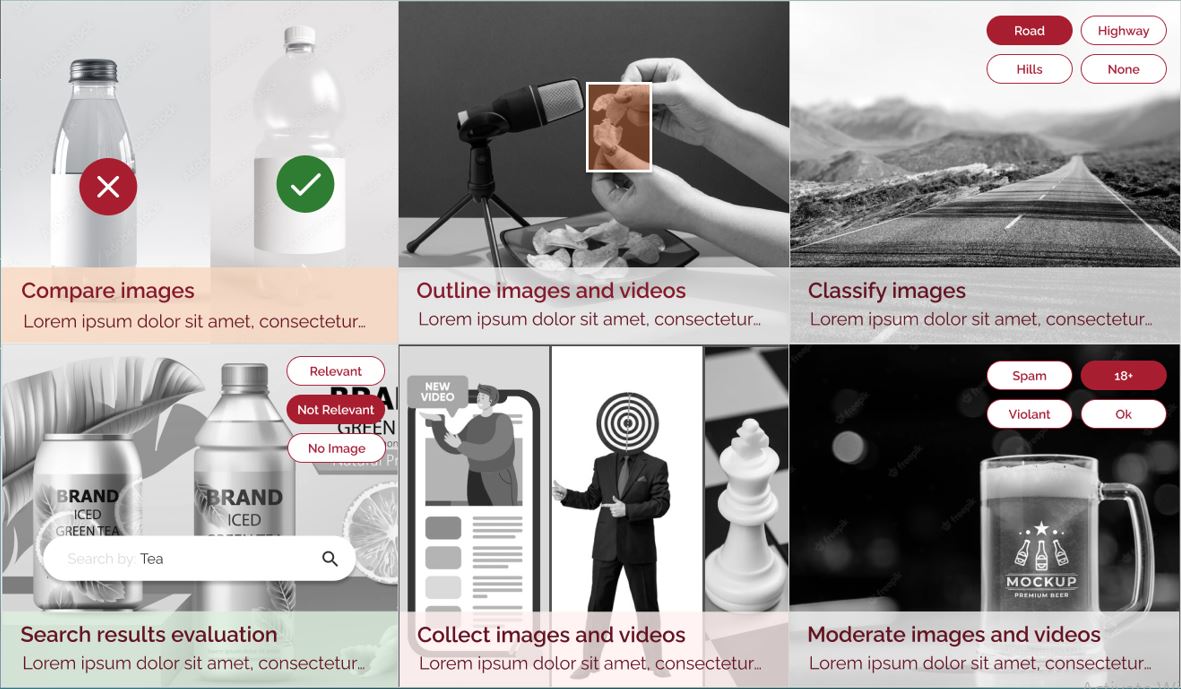 Compare images
Lorem ipsum dolor sit amet, consectetur...
Outline images and videos
Lorem ipsum dolor sit amet, consectetur...
Road
Highway
Hills
None
Classify images
Lorem ipsum dolor sit amet, consectetur...
Relevant
Not Relevant
No Image
BRAND
ICED
GREEN TEA
BRAND
ICED
Search by: Tea
Search results evaluation
Lorem ipsum dolor sit amet, consectetur...
NEW
VIDEO
Collect images and videos
Lorem ipsum dolor sit amet, consectetur...
Spam
18+
Violant
Ok
MOCKUP
PREMIUM BEER
Moderate images and videos
Lorem ipsum dolor sit amet, consectetur...